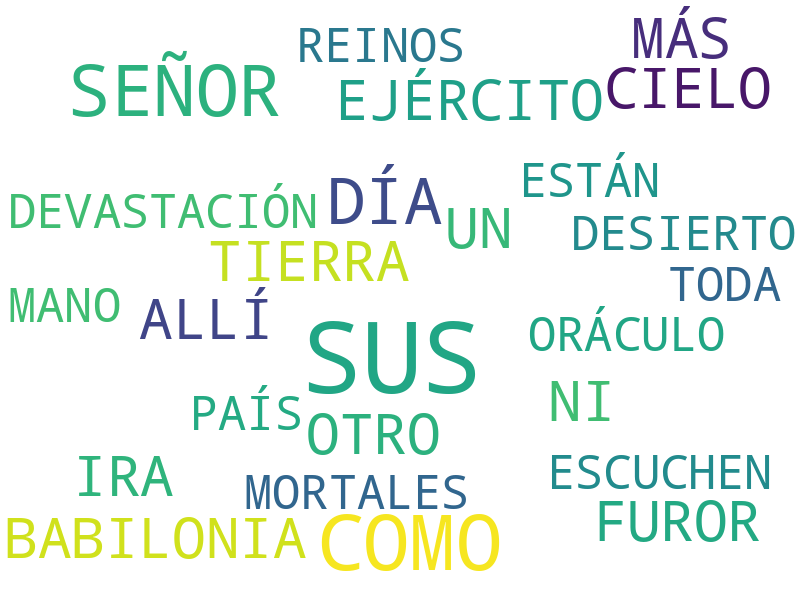 REINOS
MÁS
SEÑOR
EJÉRCITO
CIELO
DEVASTACIÓN
DÍA
ESTÁN
UN
DESIERTO
TIERRA
TODA
MANO
ALLÍ
SUS
ORÁCULO
PAÍS
OTRO
NI
IRA
MORTALES
ESCUCHEN
BABILONIA
COMO
FUROR